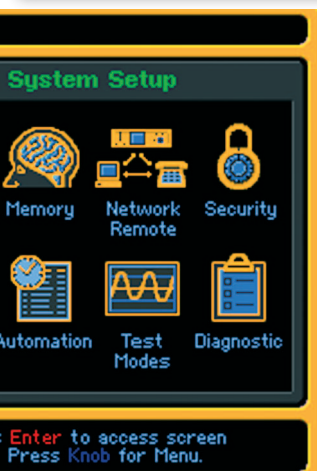 System Setup
Memory Network Remote Security
Automation Test Modes Diagnostic
Enter to access screen
Press Knob for Menu.